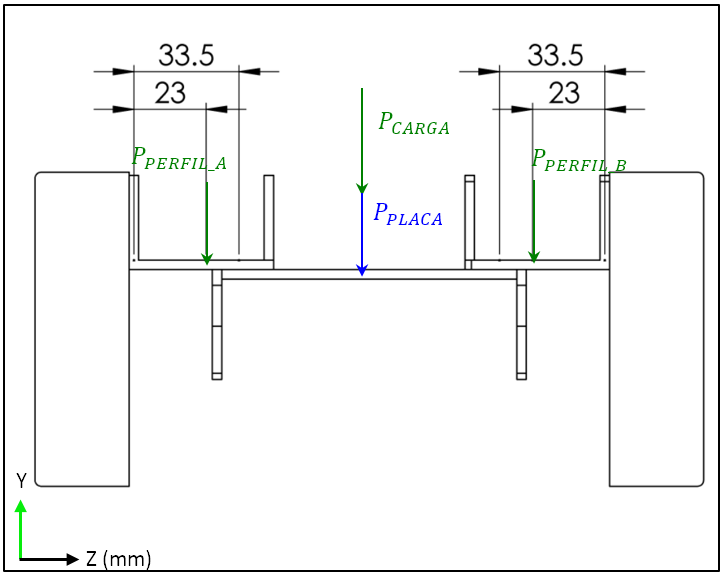 33.5
33.5
23
23
P_CARGA
P_PERFIL_A
P_PERFIL_B
P_PLACA
Y
Z (mm)